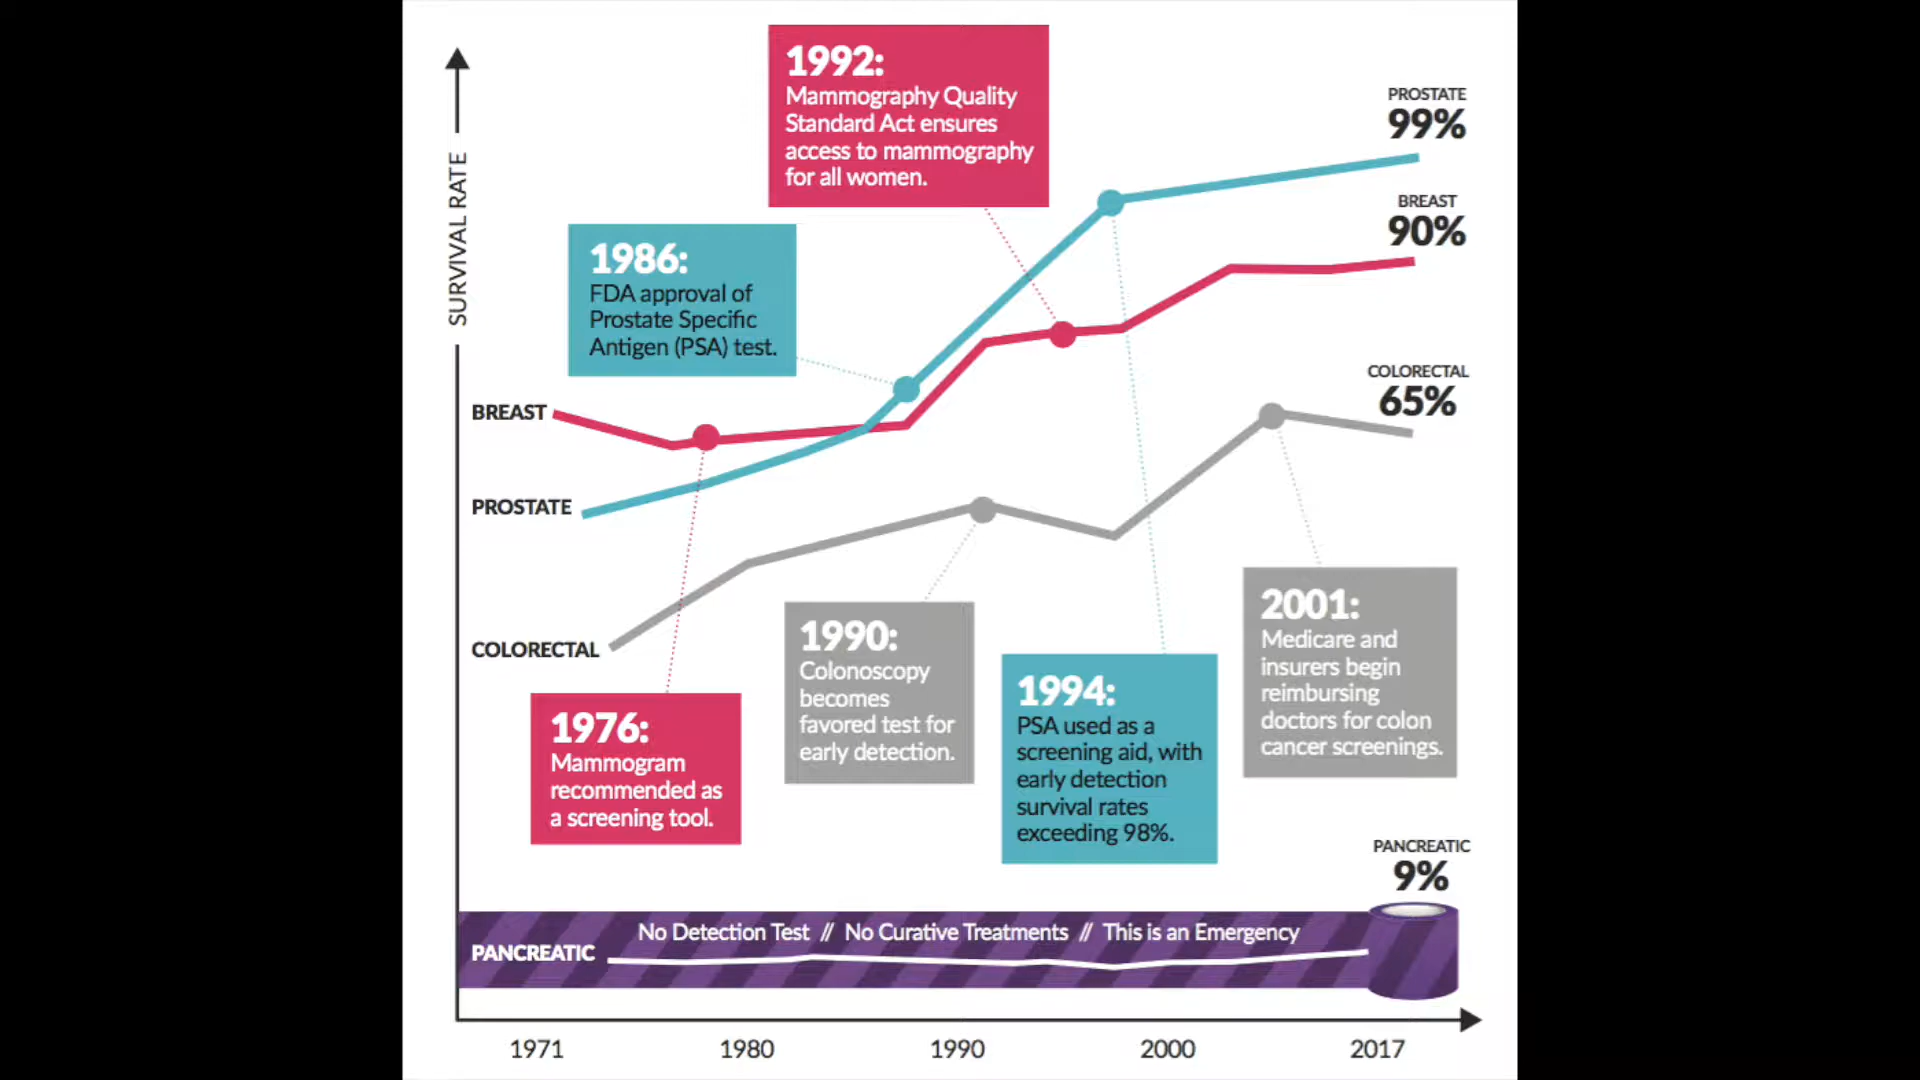 SURVIVAL RATE
1992:
Mammography Quality
Standard Act ensures
access to mammography
for all women.
PROSTATE
99%
BREAST
90%
1986:
FDA approval of
Prostate Specific
Antigen (PSA) test.
COLORECTAL
65%
BREAST
PROSTATE
COLORECTAL
1976:
Mammogram
recommended as
a screening tool.
1990:
Colonoscopy
becomes
favored test for
early detection.
1994:
PSA used as a
screening aid, with
early detection
survival rates
exceeding 98%.
2001:
Medicare and
insurers begin
reimbursing
doctors for colon
cancer screenings.
PANCREATIC
9%
No Detection Test // No Curative Treatments // This is an Emergency
PANCREATIC
1971 1980 1990 2000 2017